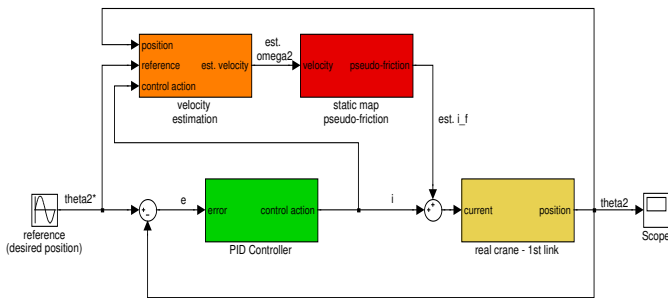 position
reference
est. velocity
control action
velocity
estimation
est.
omega2
velocity
pseudo-friction
static map
pseudo-friction
est. i_f
theta2*
reference
(desired position)
+
−
e
error
control action
PID Controller
i
+
+
current
position
real crane - 1st link
theta2
Scope